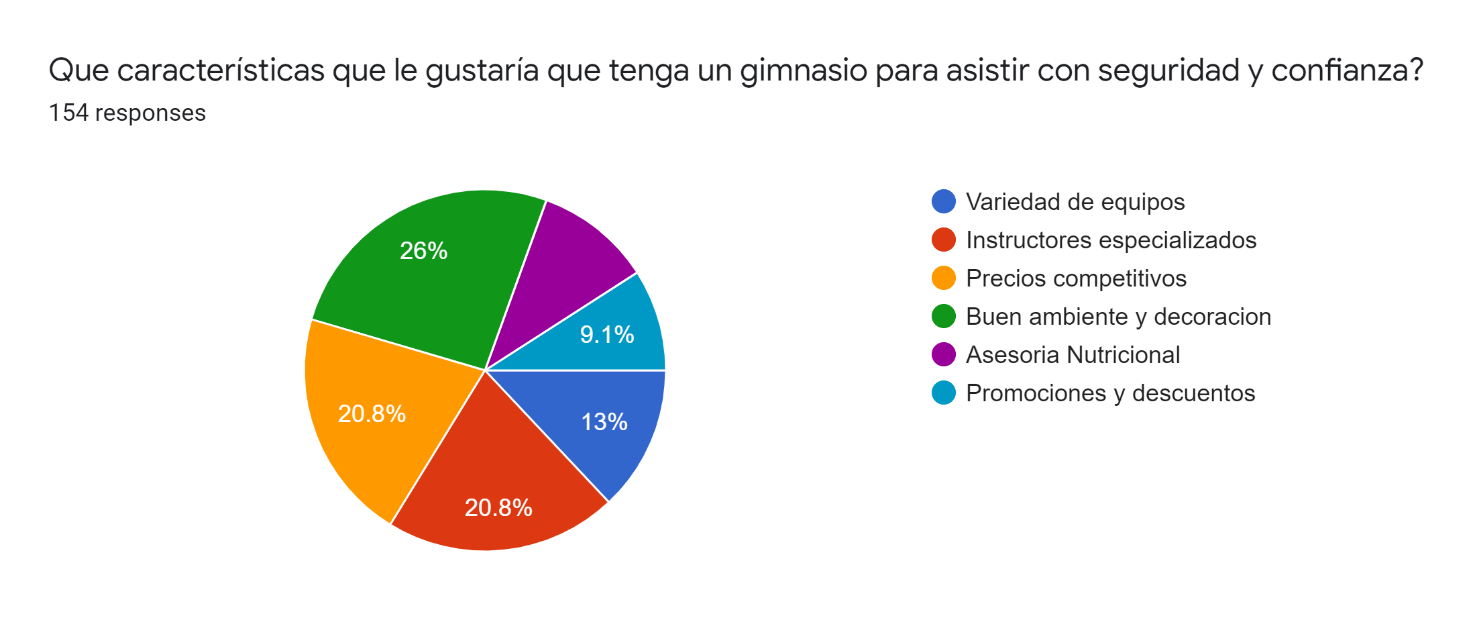 Que características que le gustaría que tenga un gimnasio para asistir con seguridad y confianza?
154 responses
26%
9.1%
20.8%
13%
20.8%
Variedad de equipos
Instructores especializados
Precios competitivos
Buen ambiente y decoracion
Asesoria Nutricional
Promociones y descuentos